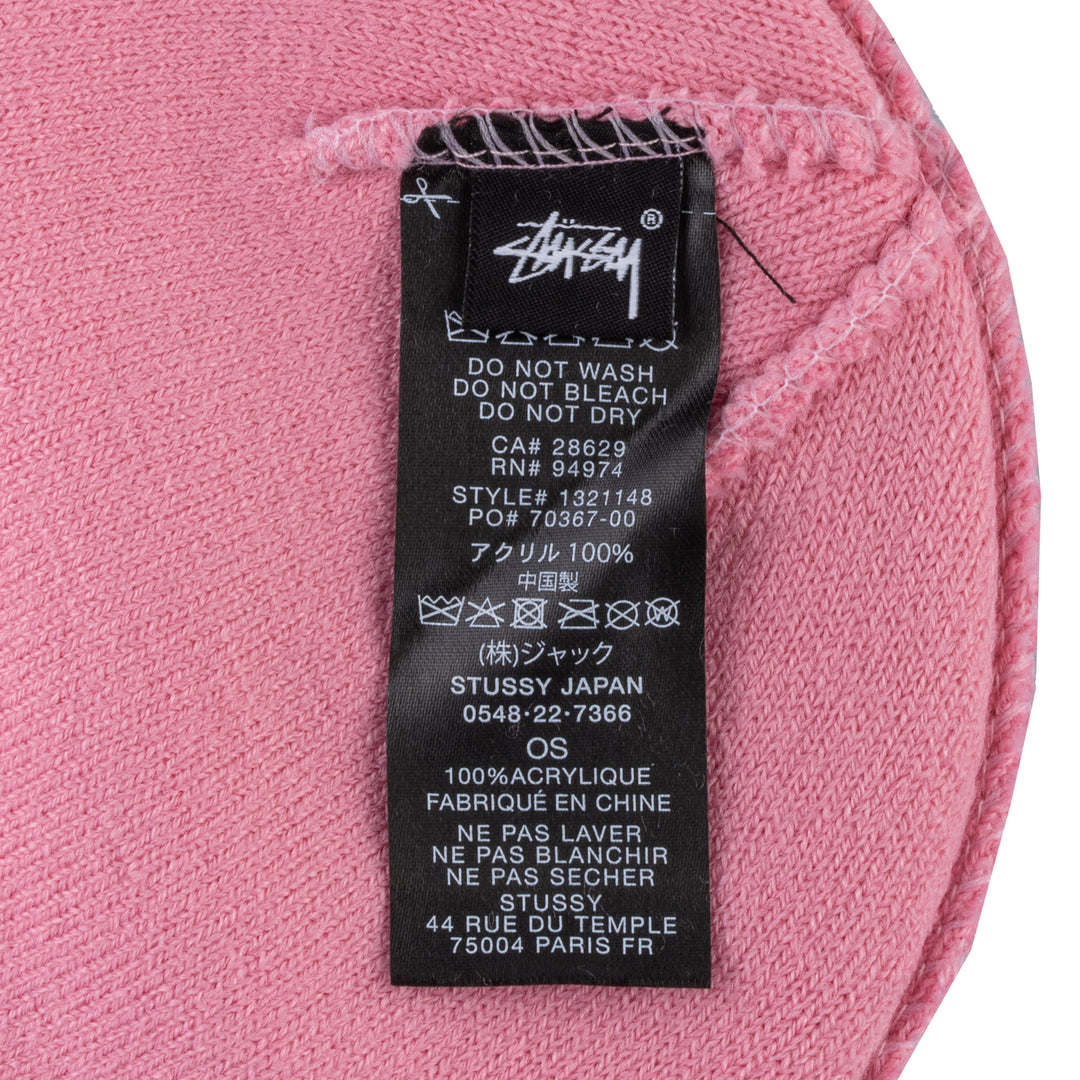 Stüssy ®
DO NOT WASH
DO NOT BLEACH
DO NOT DRY
CA# 28629
RN# 94974
STYLE# 1321148
PO# 70367-00
アクリル 100%
中国製
(株)ジャック
STUSSY JAPAN
0548·22·7366
OS
100%ACRYLIQUE
FABRIQUÉ EN CHINE
NE PAS LAVER
NE PAS BLANCHIR
NE PAS SECHER
STUSSY
44 RUE DU TEMPLE
75004 PARIS FR